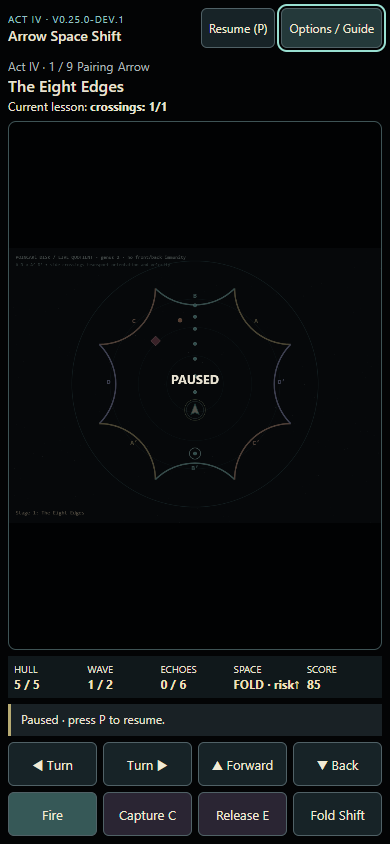 ACT IV · V0.25.0-DEV.1
Arrow Space Shift
Resume (P)
Options / Guide
Act IV · 1 / 9 Pairing Arrow
The Eight Edges
Current lesson: crossings: 1/1
B
C
A
PAUSED
D
D'
A'
C'
B'
Stage 1: The Eight Edges
HULL
5 / 5
WAVE
1 / 2
ECHOES
0 / 6
SPACE
FOLD · risk↑
SCORE
85
Paused · press P to resume.
◀ Turn
Turn ▶
▲ Forward
▼ Back
Fire
Capture C
Release E
Fold Shift